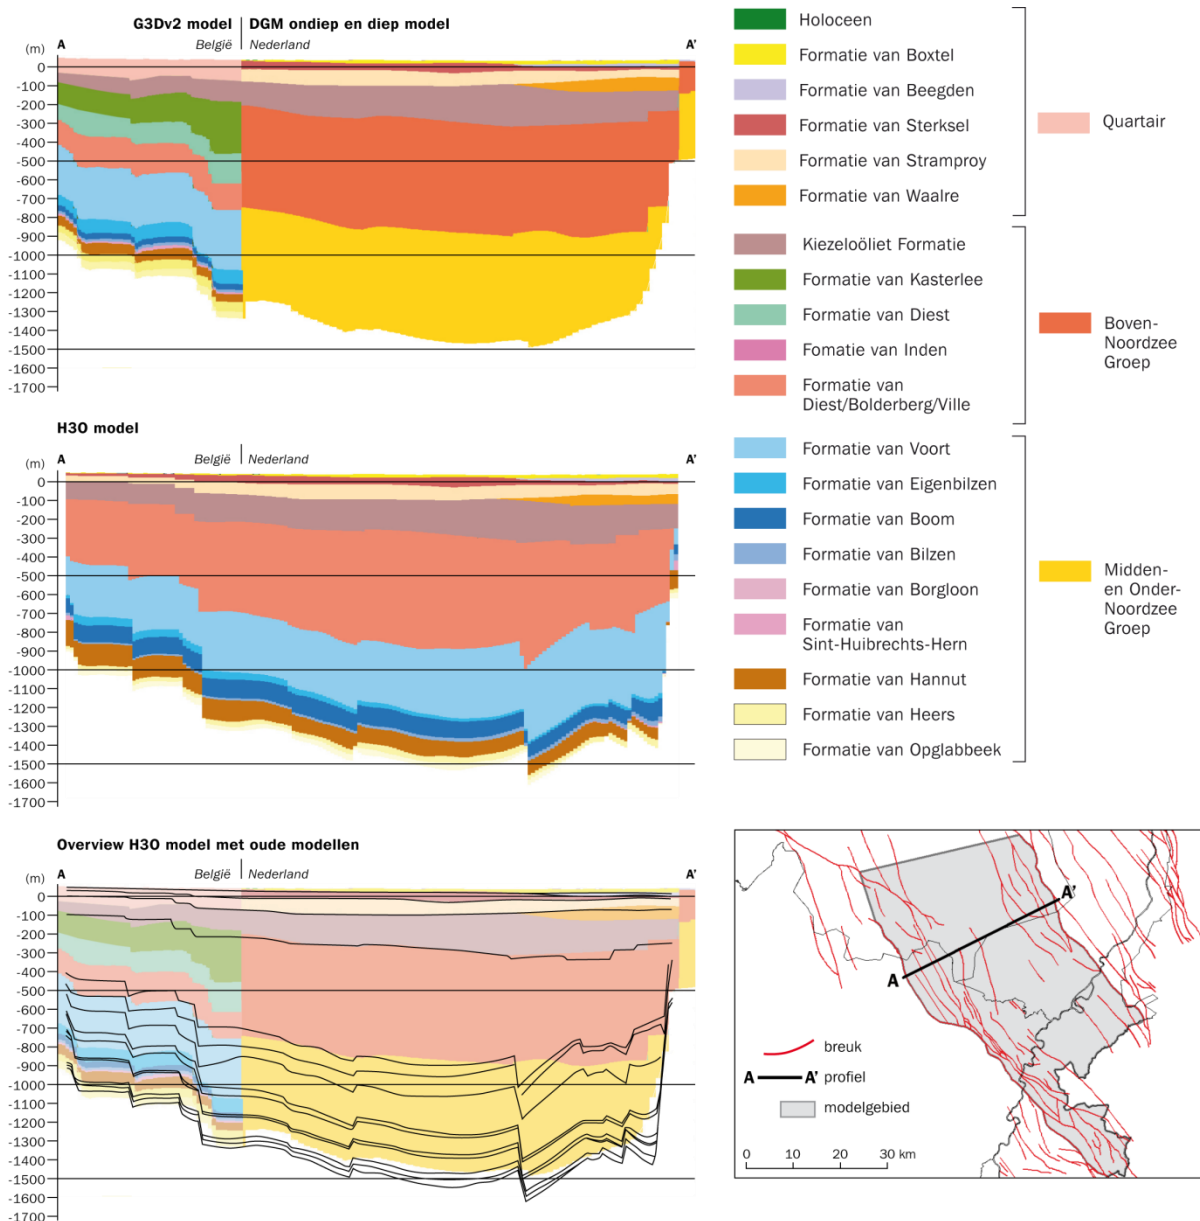 G3Dv2 model
DGM ondiep en diep model
A
België
Nederland
A'
(m)
0
-100
-200
-300
-400
-500
-600
-700
-800
-900
-1000
-1100
-1200
-1300
-1400
-1500
-1600
-1700
H3O model
A
België
Nederland
A'
(m)
0
-100
-200
-300
-400
-500
-600
-700
-800
-900
-1000
-1100
-1200
-1300
-1400
-1500
-1600
-1700
Overview H3O model met oude modellen
A
België
Nederland
A'
(m)
0
-100
-200
-300
-400
-500
-600
-700
-800
-900
-1000
-1100
-1200
-1300
-1400
-1500
-1600
-1700
Holoceen
Formatie van Boxtel
Formatie van Beegden
Formatie van Sterksel
Formatie van Stramproy
Formatie van Waalre
Quartair
Kiezeloöliet Formatie
Formatie van Kasterlee
Formatie van Diest
Fomatie van Inden
Formatie van
Diest/Bolderberg/Ville
Boven-
Noordzee
Groep
Formatie van Voort
Formatie van Eigenbilzen
Formatie van Boom
Formatie van Bilzen
Formatie van Borgloon
Formatie van
Sint-Huibrechts-Hern
Formatie van Hannut
Formatie van Heers
Formatie van Opglabbeek
Midden-
en Onder-
Noordzee
Groep
A'
A
breuk
A A' profiel
modelgebied
0 10 20 30 km